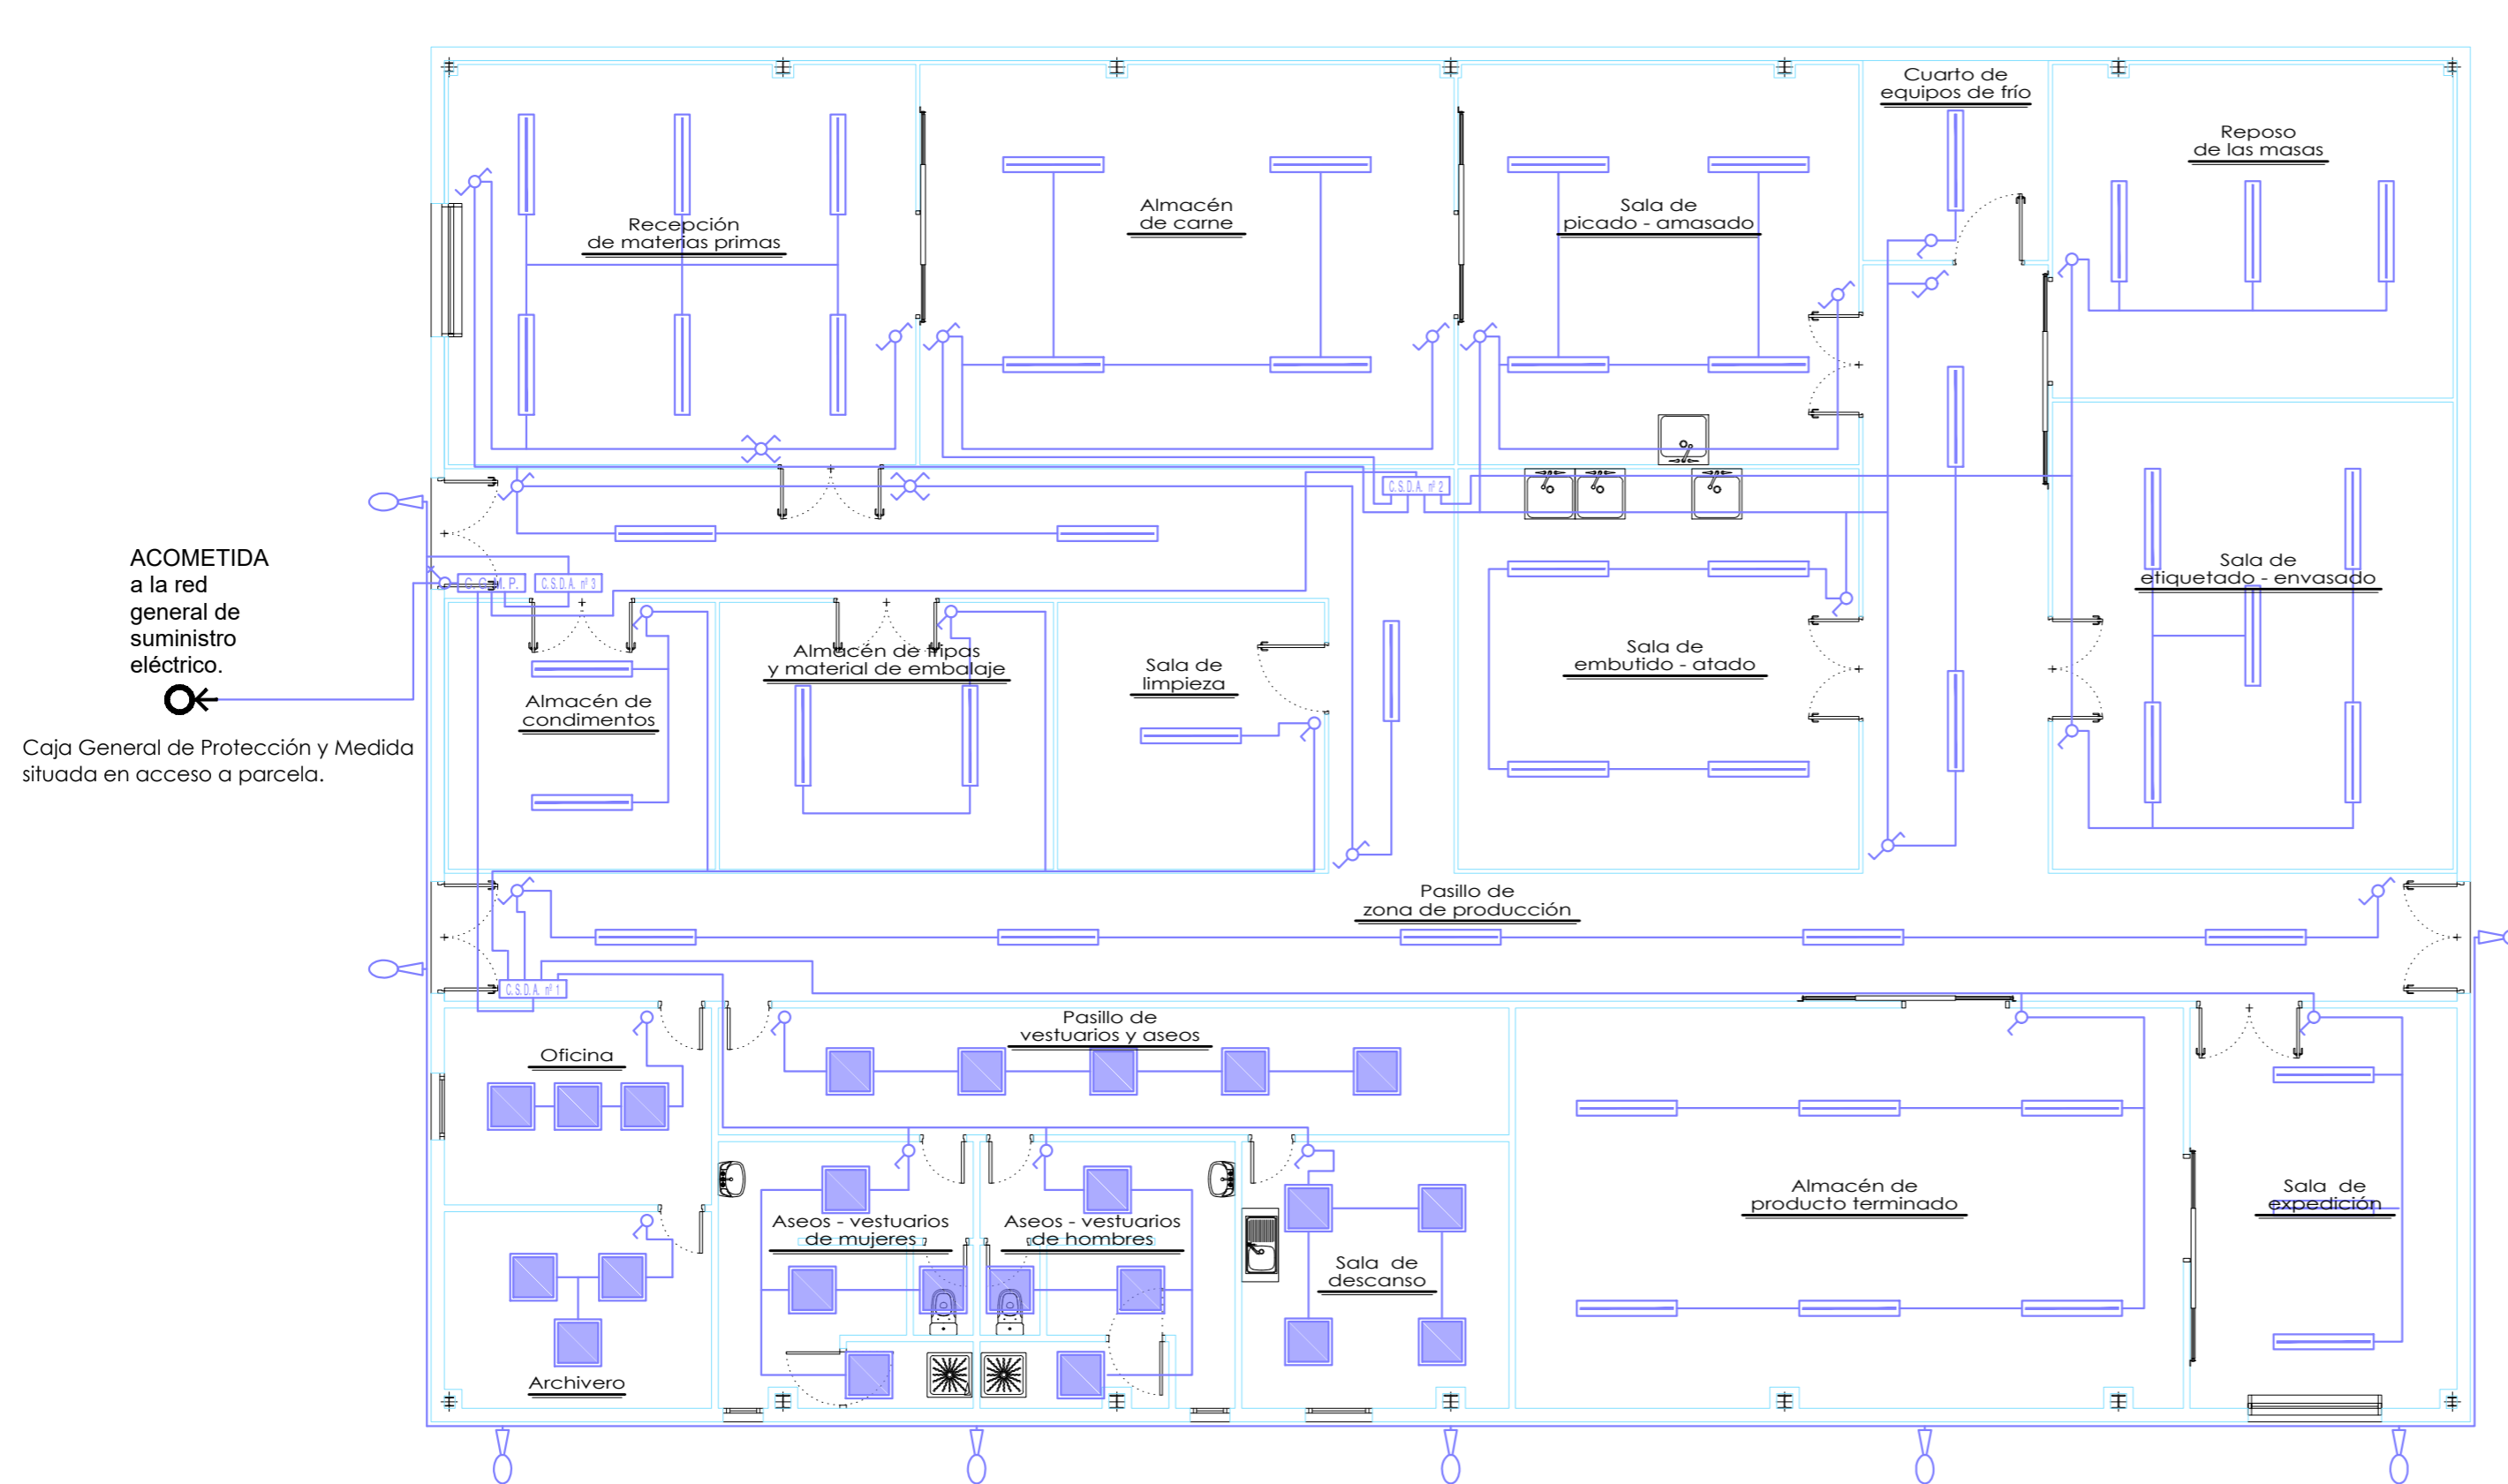 Cuarto de
equipos de frío
Reposo
de las masas
Recepción
de materias primas
Almacén
de carne
Sala de
picado - amasado
C.S.D.A. nº 2
ACOMETIDA
a la red
general de
suministro
eléctrico.
C. G. M. P.
C.S.D.A. nº 3
Sala de
etiquetado - envasado
Almacén de tripas
y material de embalaje
Sala de
limpieza
Sala de
embutido - atado
Almacén de
condimentos
Caja General de Protección y Medida
situada en acceso a parcela.
Pasillo de
zona de producción
C.S.D.A. nº 1
Pasillo de
vestuarios y aseos
Oficina
Almacén de
producto terminado
Sala de
expedición
Aseos - vestuarios
de mujeres
Aseos - vestuarios
de hombres
Sala de
descanso
Archivero